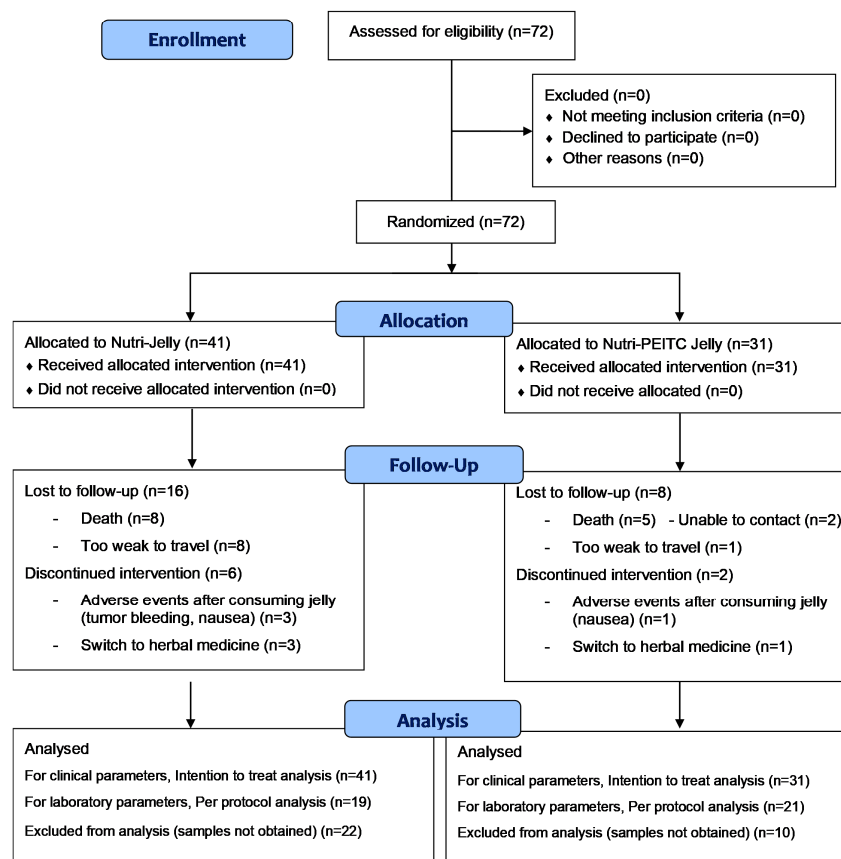 Enrollment
Assessed for eligibility (n=72)
Excluded (n=0)
♦ Not meeting inclusion criteria (n=0)
♦ Declined to participate (n=0)
♦ Other reasons (n=0)
Randomized (n=72)
Allocation
Allocated to Nutri-Jelly (n=41)
♦ Received allocated intervention (n=41)
♦ Did not receive allocated intervention (n=0)
Allocated to Nutri-PEITC Jelly (n=31)
♦ Received allocated intervention (n=31)
♦ Did not receive allocated (n=0)
Follow-Up
Lost to follow-up (n=16)
- Death (n=8)
- Too weak to travel (n=8)
Discontinued intervention (n=6)
- Adverse events after consuming jelly
(tumor bleeding, nausea) (n=3)
- Switch to herbal medicine (n=3)
Lost to follow-up (n=8)
- Death (n=5) - Unable to contact (n=2)
- Too weak to travel (n=1)
Discontinued intervention (n=2)
- Adverse events after consuming jelly
(nausea) (n=1)
- Switch to herbal medicine (n=1)
Analysis
Analysed
For clinical parameters, Intention to treat analysis (n=41)
For laboratory parameters, Per protocol analysis (n=19)
Excluded from analysis (samples not obtained) (n=22)
Analysed
For clinical parameters, Intention to treat analysis (n=31)
For laboratory parameters, Per protocol analysis (n=21)
Excluded from analysis (samples not obtained) (n=10)